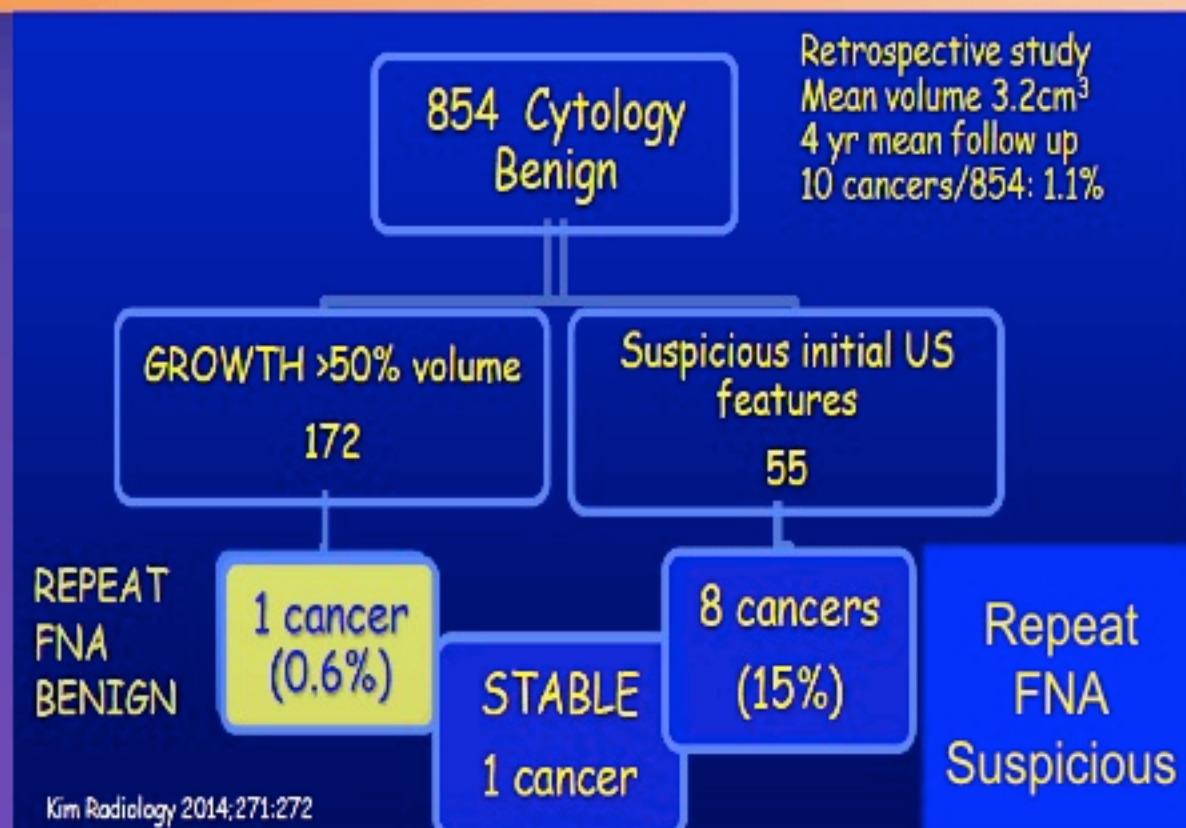 854 Cytology
Benign
Retrospective study
Mean volume 3.2cm³
4 yr mean follow up
10 cancers/854: 1.1%
GROWTH >50% volume
172
Suspicious initial US
features
55
REPEAT
FNA
BENIGN
1 cancer
(0.6%)
STABLE
1 cancer
8 cancers
(15%)
Repeat
FNA
Suspicious
Kim Radiology 2014;271:272